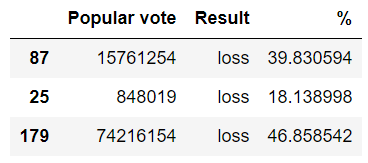 Popular vote Result %
87 15761254 loss 39.830594
25 848019 loss 18.138998
179 74216154 loss 46.858542